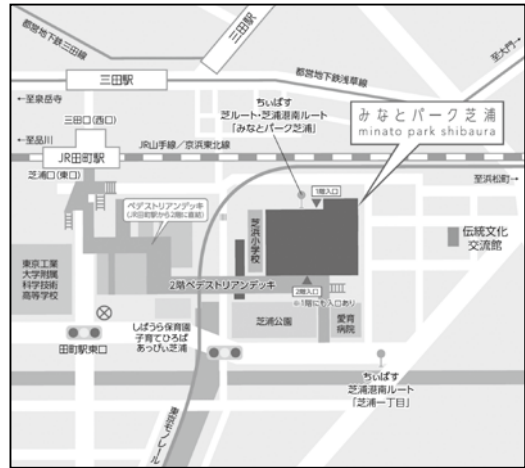 都営地下鉄三田線
三田駅
至大門→
三田駅
都営地下鉄浅草線
←至泉岳寺
三田口(西口)
ちぃばす
芝ルート・芝浦港南ルート
「みなとパーク芝浦」
みなとパーク芝浦
minato park shibaura
←至品川
JR山手線/京浜東北線
JR田町駅
芝浦口(東口)
至浜松町→
ペデストリアンデッキ
(JR田町駅から2階に直結)
1階入口
芝浜小学校
伝統文化
交流館
東京工業
大学附属
科学技術
高等学校
2階ペデストリアンデッキ
2階入口
※1階にも入口あり
しばうら保育園
子育てひろば
あっぴぃ芝浦
芝浦公園
愛育
病院
田町駅東口
ちぃばす
芝浦港南ルート
「芝浦一丁目」
東京モノレール